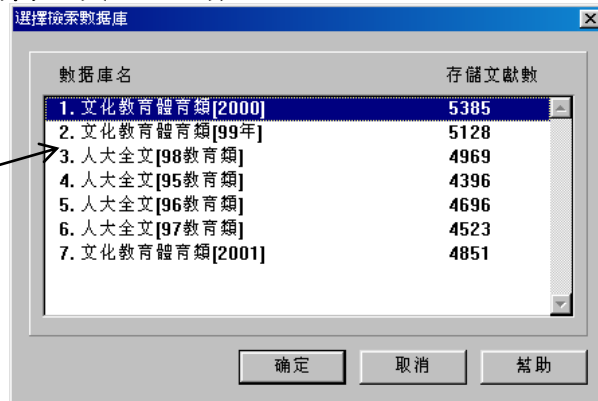 選擇檢索數据庫
數据庫名 存儲文獻數
1. 文化教育體育類[2000] 5385
2. 文化教育體育類[99年] 5128
3. 人大全文[98教育類] 4969
4. 人大全文[95教育類] 4396
5. 人大全文[96教育類] 4696
6. 人大全文[97教育類] 4523
7. 文化教育體育類[2001] 4851
确定 取消 幫助